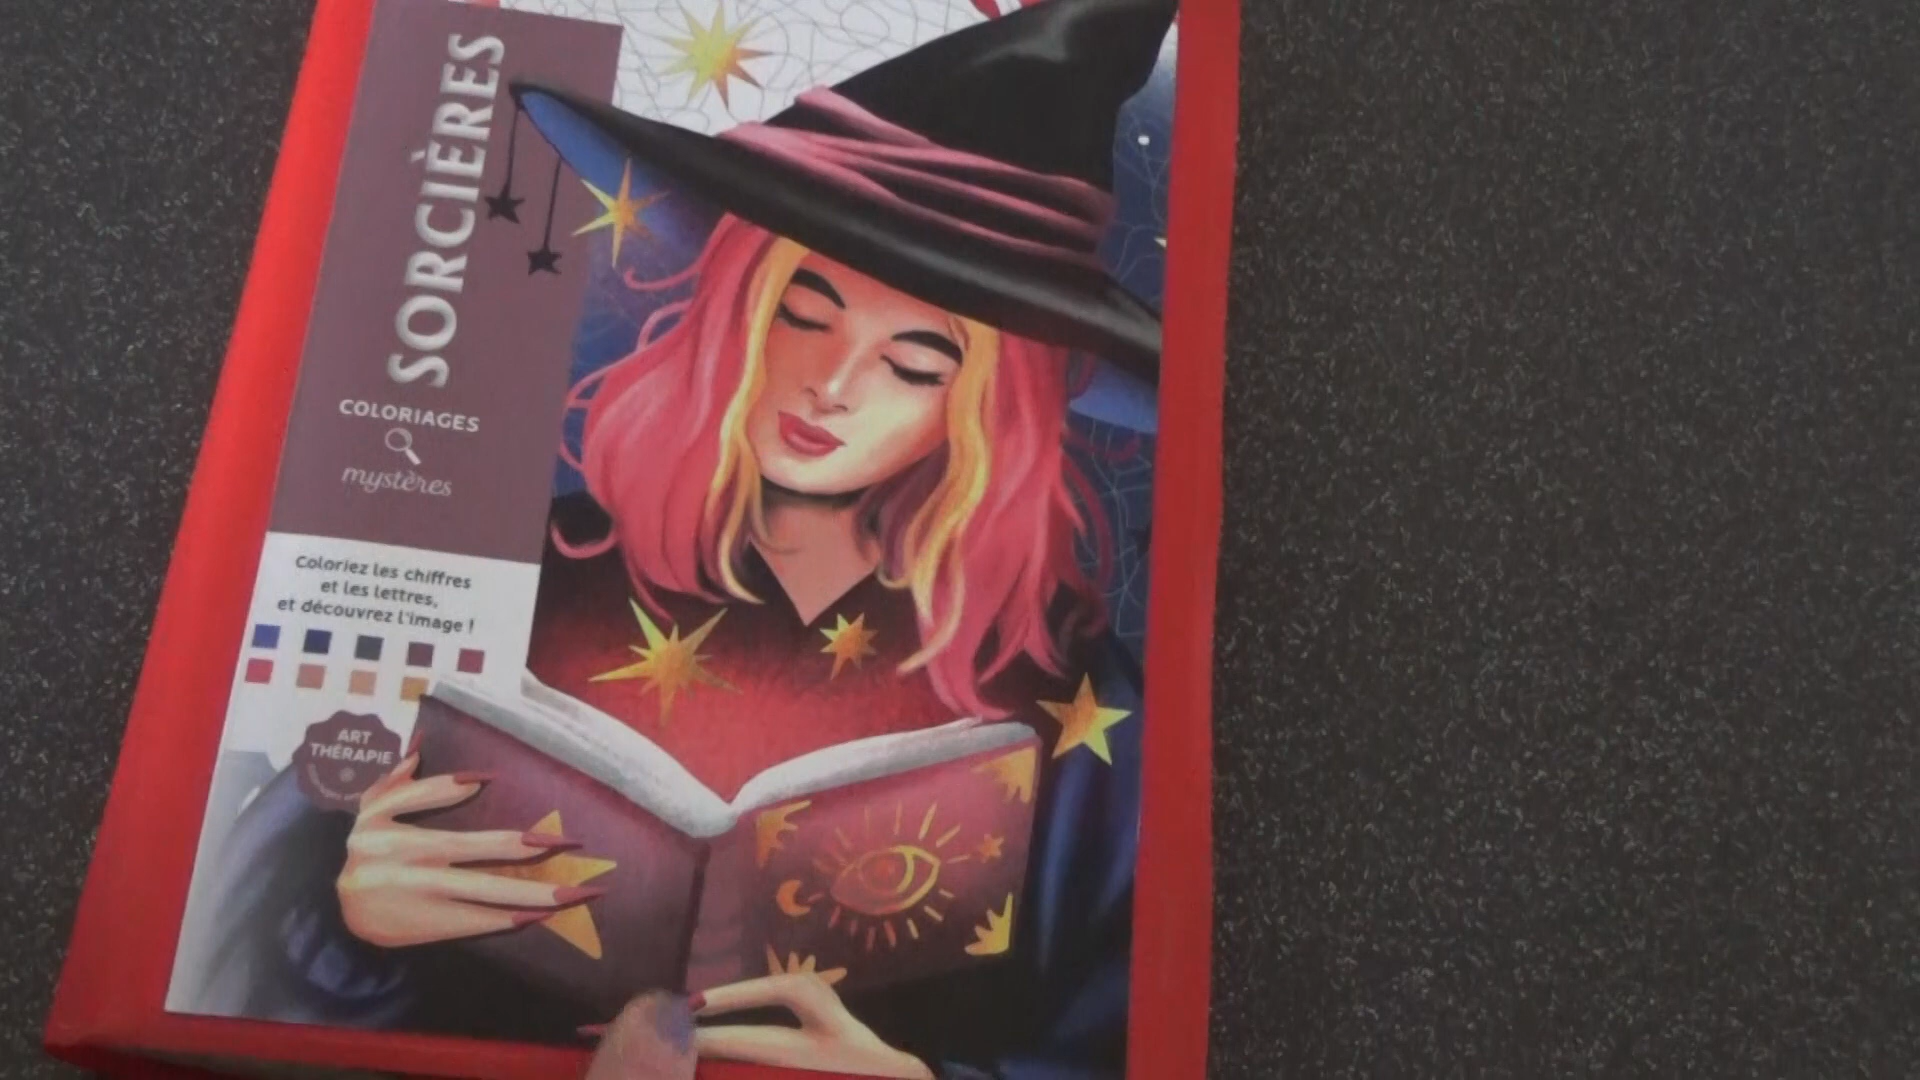 SORCIÈRES
COLORIAGES
mystères
Coloriez les chiffres
et les lettres,
et découvrez l'image !
ART
THÉRAPIE